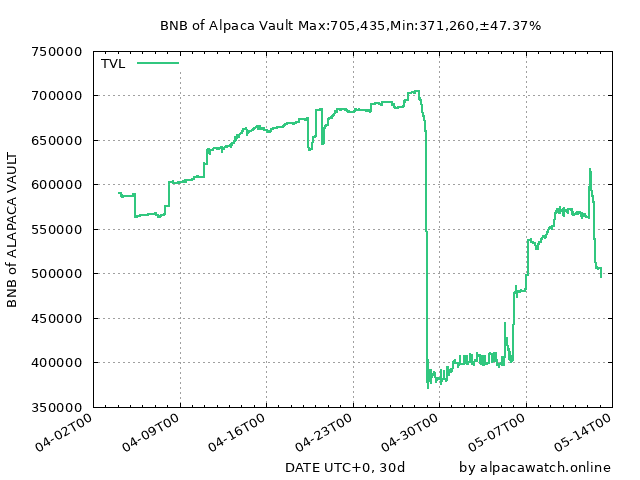 BNB of Alpaca Vault Max:705,435,Min:371,260,±47.37%
TVL
750000
700000
650000
600000
550000
500000
450000
400000
350000
BNB of ALAPACA VAULT
04-02T00
04-09T00
04-16T00
04-23T00
04-30T00
05-07T00
05-14T00
DATE UTC+0, 30d
by alpacawatch.online